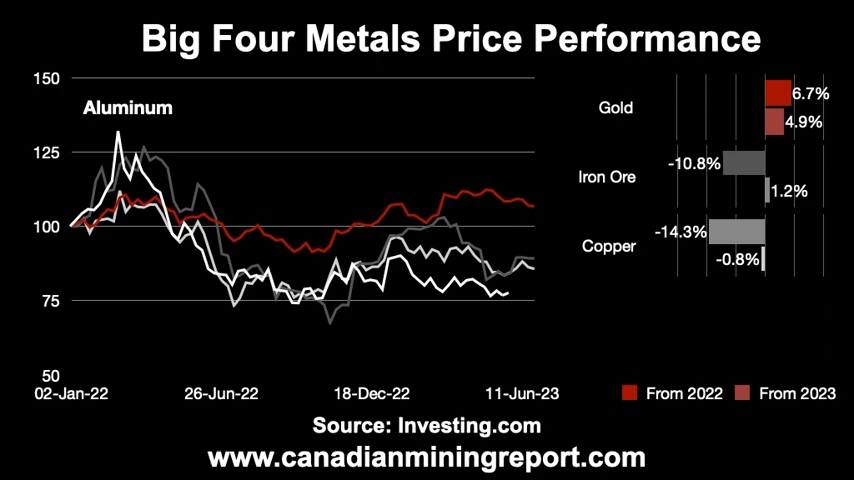 Big Four Metals Price Performance
150
125
100
75
50
Aluminum
02-Jan-22 26-Jun-22 18-Dec-22 11-Jun-23
Gold 6.7%
4.9%
Iron Ore -10.8%
1.2%
Copper -14.3%
-0.8%
From 2022 From 2023
Source: Investing.com
www.canadianminingreport.com